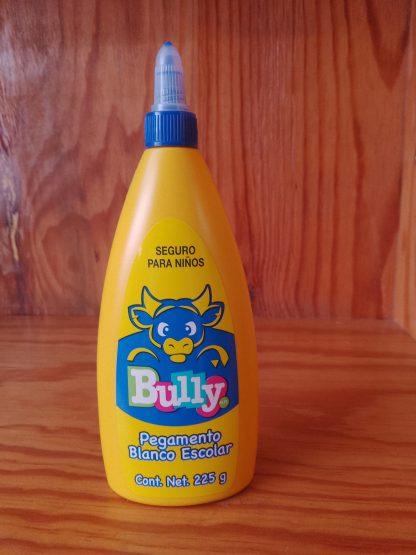 SEGURO
PARA NIÑOS
Bully
Pegamento
Blanco Escolar
Cont. Net. 225 g